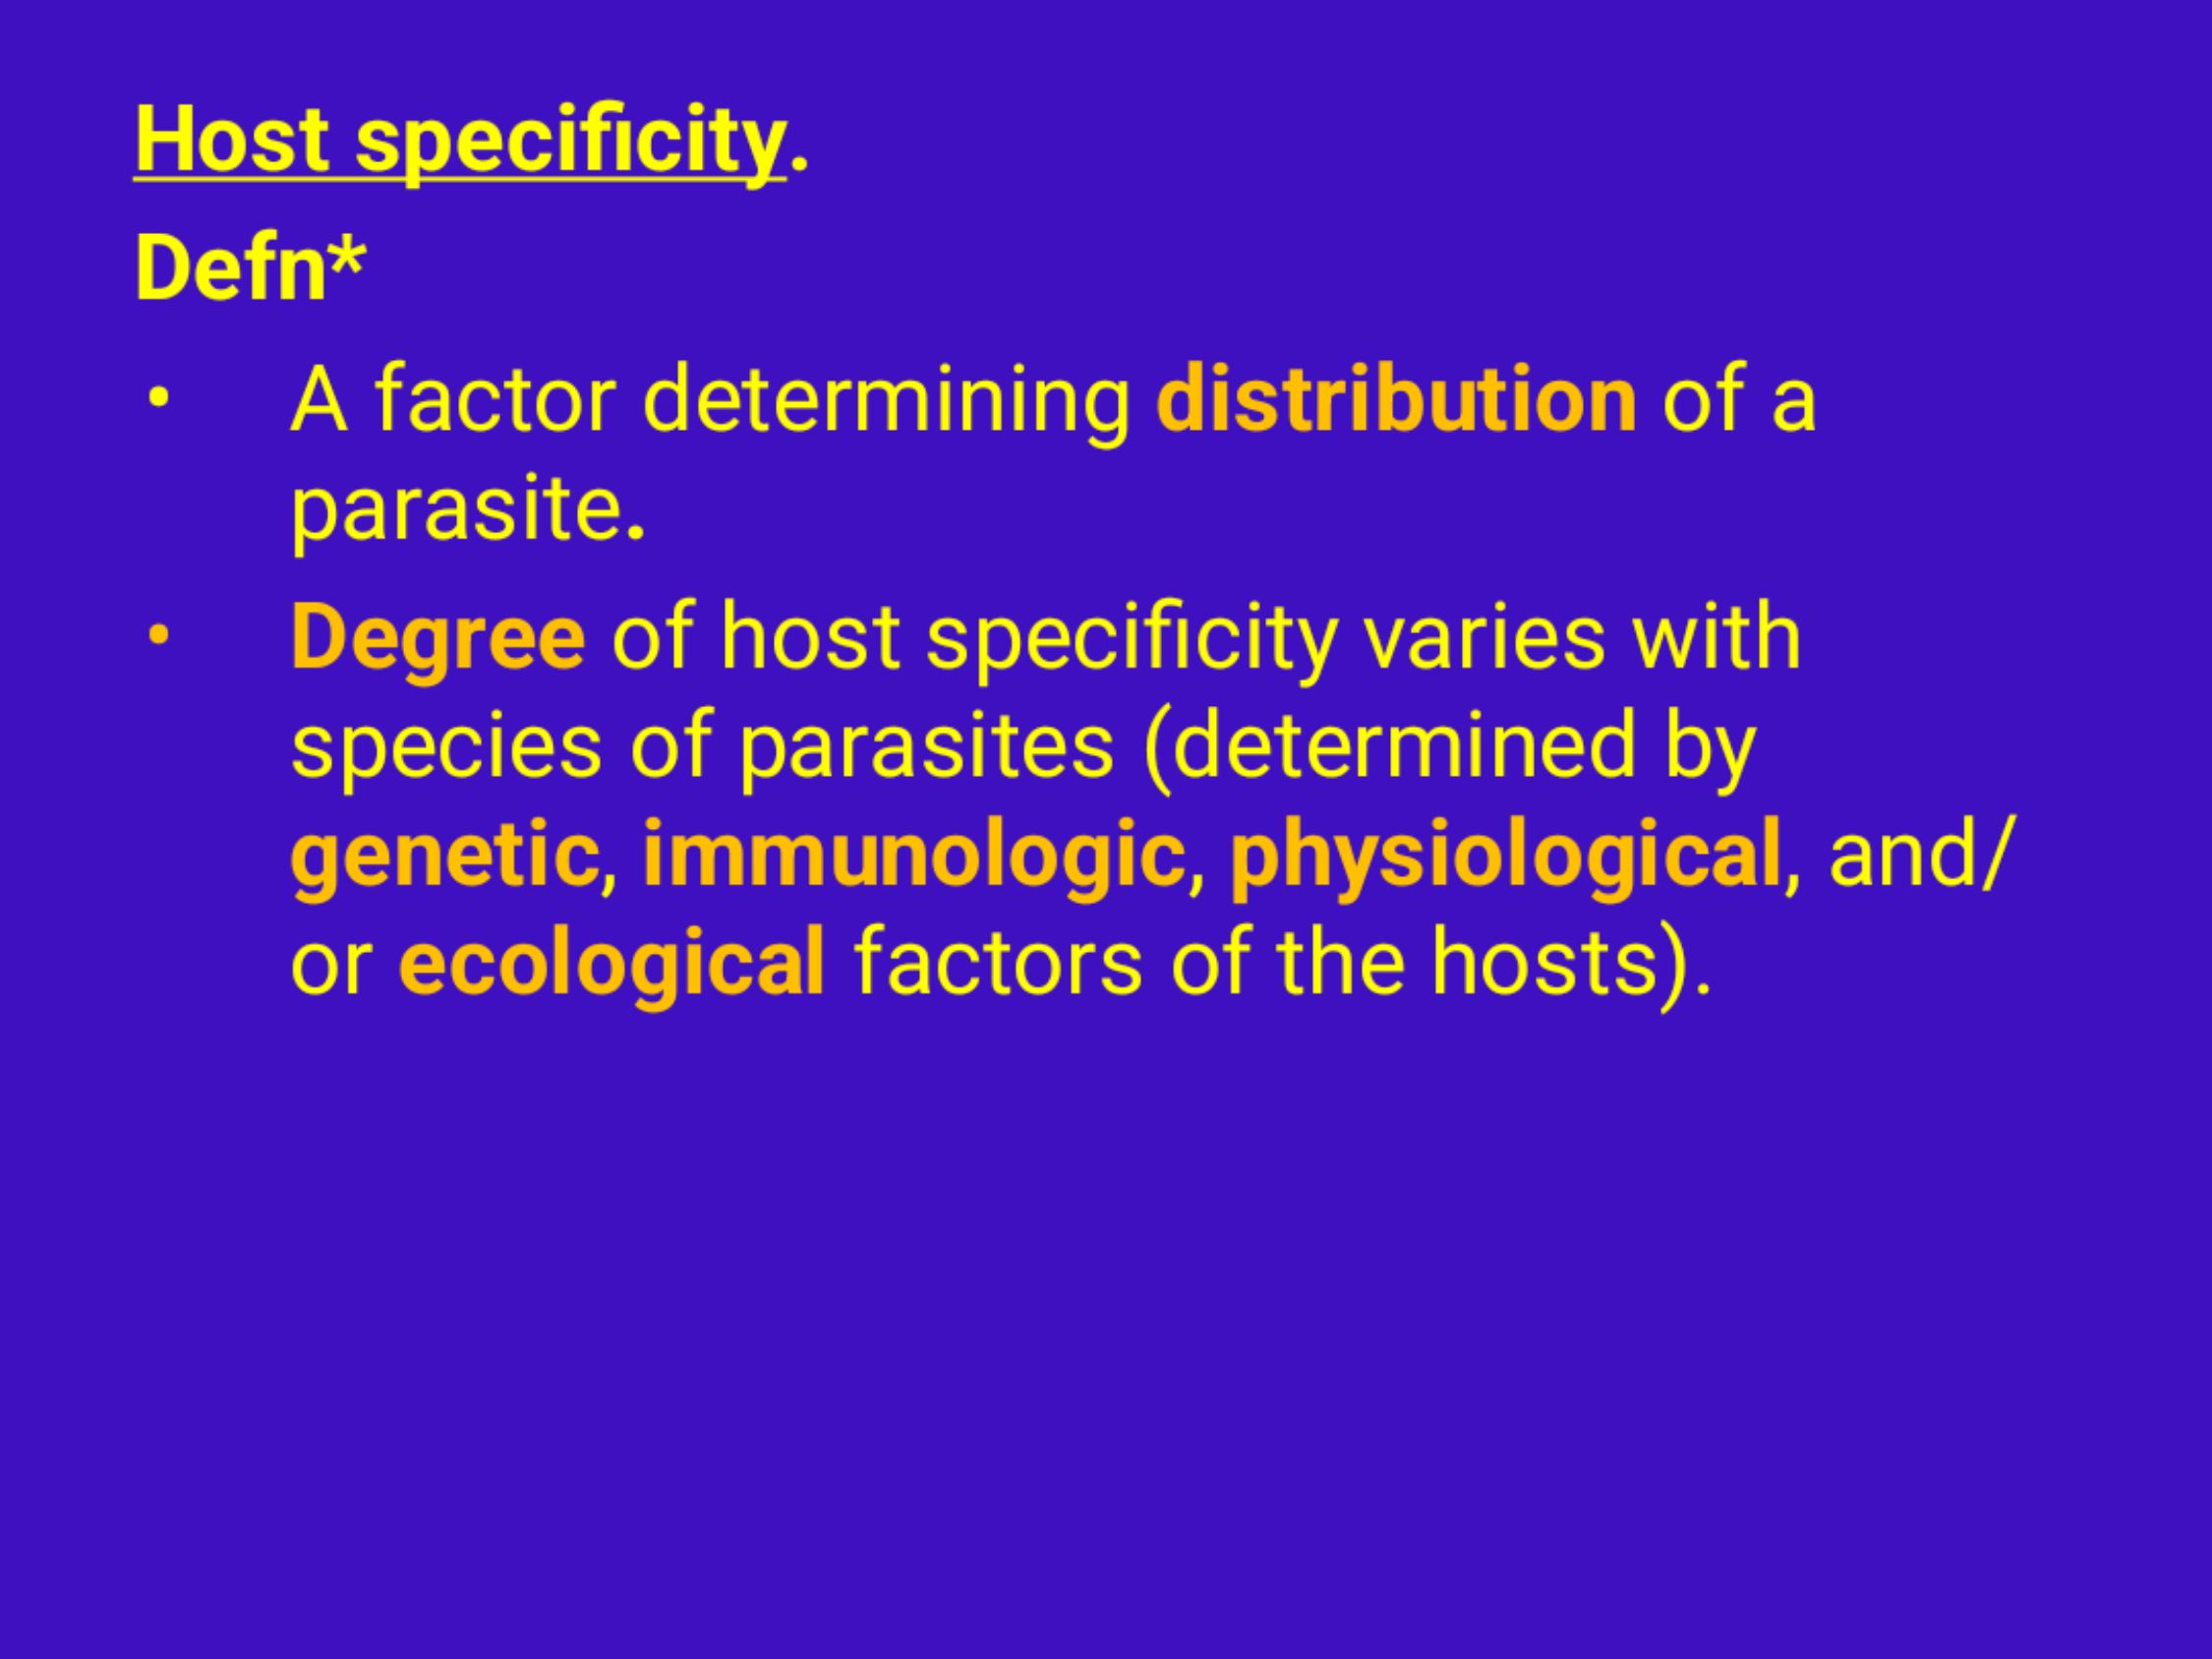 Host specificity.
Defn*
• A factor determining distribution of a
parasite.
• Degree of host specificity varies with
species of parasites (determined by
genetic, immunologic, physiological, and/
or ecological factors of the hosts).